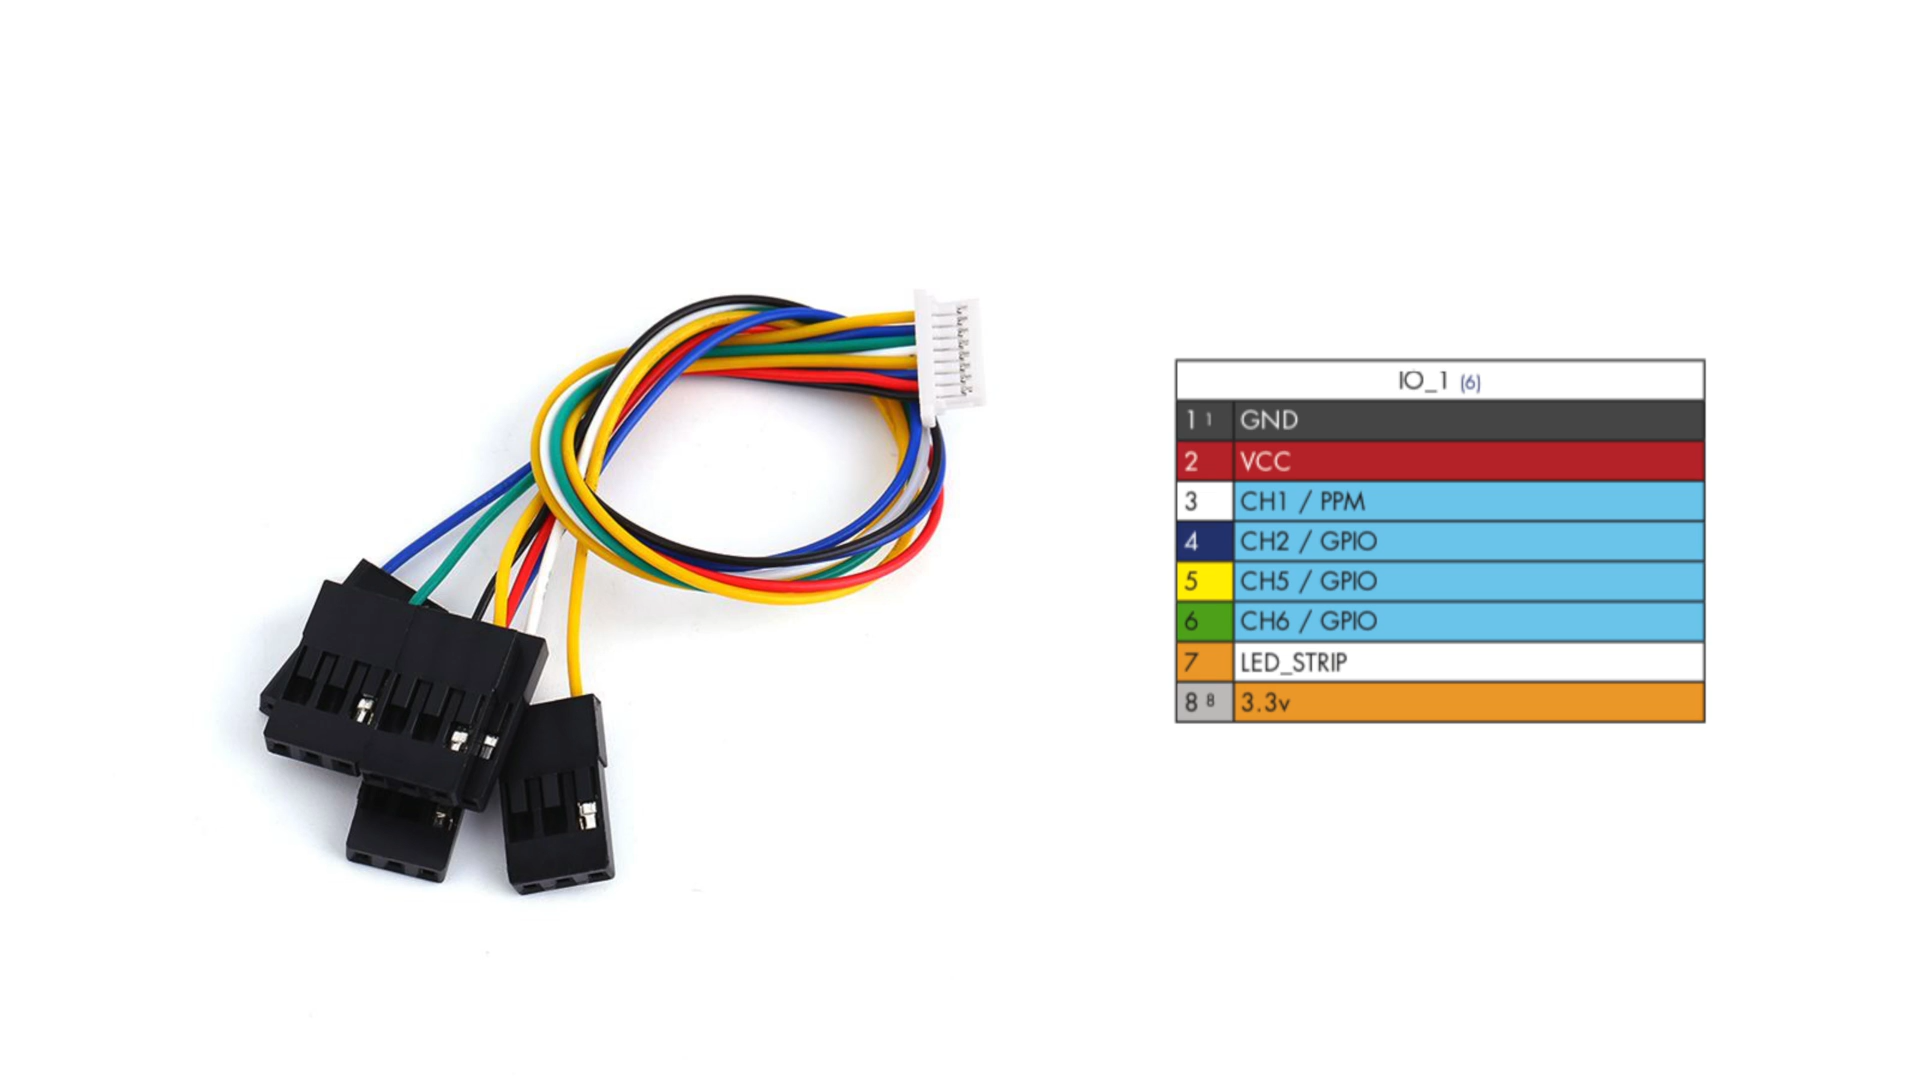 IO_1 (6)
1 1 GND
2 VCC
3 CH1 / PPM
4 CH2 / GPIO
5 CH5 / GPIO
6 CH6 / GPIO
7 LED_STRIP
8 8 3.3v